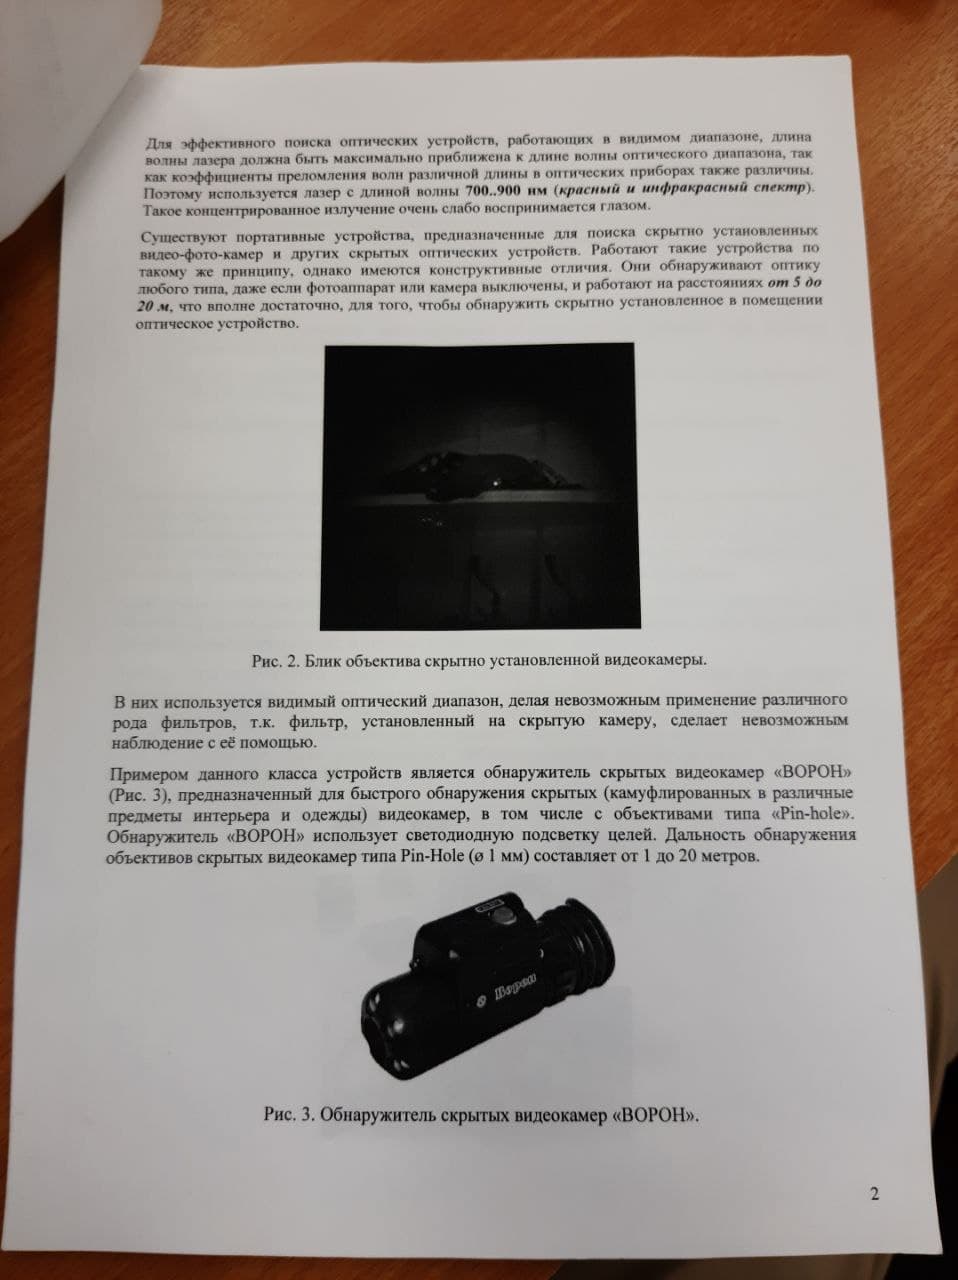 Для эффективного поиска оптических устройств, работающих в видимом диапазоне, длина
волны лазера должна быть максимально приближена к длине волны оптического диапазона, так
как коэффициенты преломления волн различной длины в оптических приборах также различны.
Поэтому используется лазер с длиной волны 700..900 нм (красный и инфракрасный спектр).
Такое концентрированное излучение очень слабо воспринимается глазом.
Существуют портативные устройства, предназначенные для поиска скрытно установленных
видео-фото-камер и других скрытых оптических устройств. Работают такие устройства по
такому же принципу, однако имеются конструктивные отличия. Они обнаруживают оптику
любого типа, даже если фотоаппарат или камера выключены, и работают на расстояниях от 5 до
20 м, что вполне достаточно, для того, чтобы обнаружить скрытно установленное в помещении
оптическое устройство.
Рис. 2. Блик объектива скрытно установленной видеокамеры.
В них используется видимый оптический диапазон, делая невозможным применение различного
рода фильтров, т.к. фильтр, установленный на скрытую камеру, сделает невозможным
наблюдение с её помощью.
Примером данного класса устройств является обнаружитель скрытых видеокамер «ВОРОН»
(Рис. 3), предназначенный для быстрого обнаружения скрытых (камуфлированных в различные
предметы интерьера и одежды) видеокамер, в том числе с объективами типа «Pin-hole».
Обнаружитель «ВОРОН» использует светодиодную подсветку целей. Дальность обнаружения
объективов скрытых видеокамер типа Pin-Hole (ø 1 мм) составляет от 1 до 20 метров.
Ворон
Рис. 3. Обнаружитель скрытых видеокамер «ВОРОН».
2